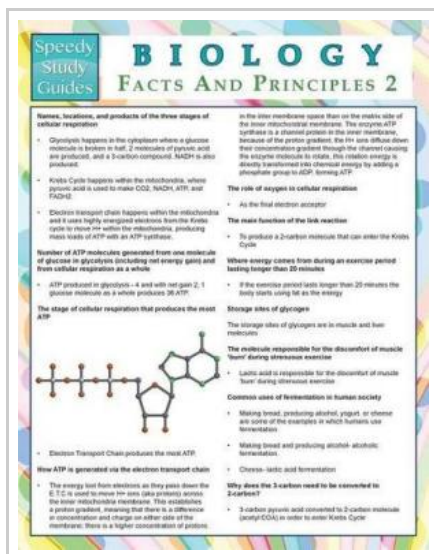 Speedy
Study
Guides
BIOLOGY
FACTS AND PRINCIPLES 2
Names, locations, and products of the three stages of
cellular respiration
• Glycolysis happens in the cytoplasm where a glucose
molecule is broken in half, 2 molecules of pyruvic acid
are produced, and a 3-carbon compound. NADH is also
produced.
• Krebs Cycle happens within the mitochondria, where
pyruvic acid is used to make CO2, NADH, ATP, and
FADH2.
• Electron transport chain happens within the mitochondria
and it uses highly energized electrons from the Krebs
cycle to move H+ within the mitochondria, producing
mass loads of ATP with an ATP synthase.
Number of ATP molecules generated from one molecule
of glucose in glycolysis (including net energy gain) and
from cellular respiration as a whole
• ATP produced in glycolysis - 4 and with net gain 2, 1
glucose molecule as a whole produces 36 ATP.
The stage of cellular respiration that produces the most
ATP
• Electron Transport Chain produces the most ATP.
How ATP is generated via the electron transport chain
• The energy lost from electrons as they pass down the
E.T.C is used to move H+ ions (aka protons) across
the inner mitochondria membrane. This establishes
a proton gradient, meaning that there is a difference
in concentration and charge on either side of the
membrane; there is a higher concentration of protons
in the inter membrane space than on the matrix side of
the inner mitochondrial membrane. The enzyme ATP
synthase is a channel protein in the inner membrane,
because of the proton gradient, the H+ ions diffuse down
their concentration gradient through the channel causing
the enzyme molecule to rotate, this rotation energy is
directly transformed into chemical energy by adding a
phosphate group to ADP, forming ATP.
The role of oxygen in cellular respiration
• As the final electron acceptor
The main function of the link reaction
• To produce a 2-carbon molecule that can enter the Krebs
Cycle
Where energy comes from during an exercise period
lasting longer than 20 minutes
• If the exercise period lasts longer than 20 minutes the
body starts using fat as the energy
Storage sites of glycogen
The storage sites of glycogen are in muscle and liver
molecules
The molecule responsible for the discomfort of muscle
'burn' during strenuous exercise
• Lactic acid is responsible for the discomfort of muscle
'burn' during strenuous exercise
Common uses of fermentation in human society
• Making bread, producing alcohol, yogurt, or cheese
are some of the examples in which humans use
fermentation.
• Making bread and producing alcohol- alcoholic
fermentation.
• Cheese- lactic acid fermentation
Why does the 3-carbon need to be converted to
2-carbon?
• 3-carbon pyruvic acid converted to 2-carbon molecule
(acetyl COA) in order to enter Krebs Cycle